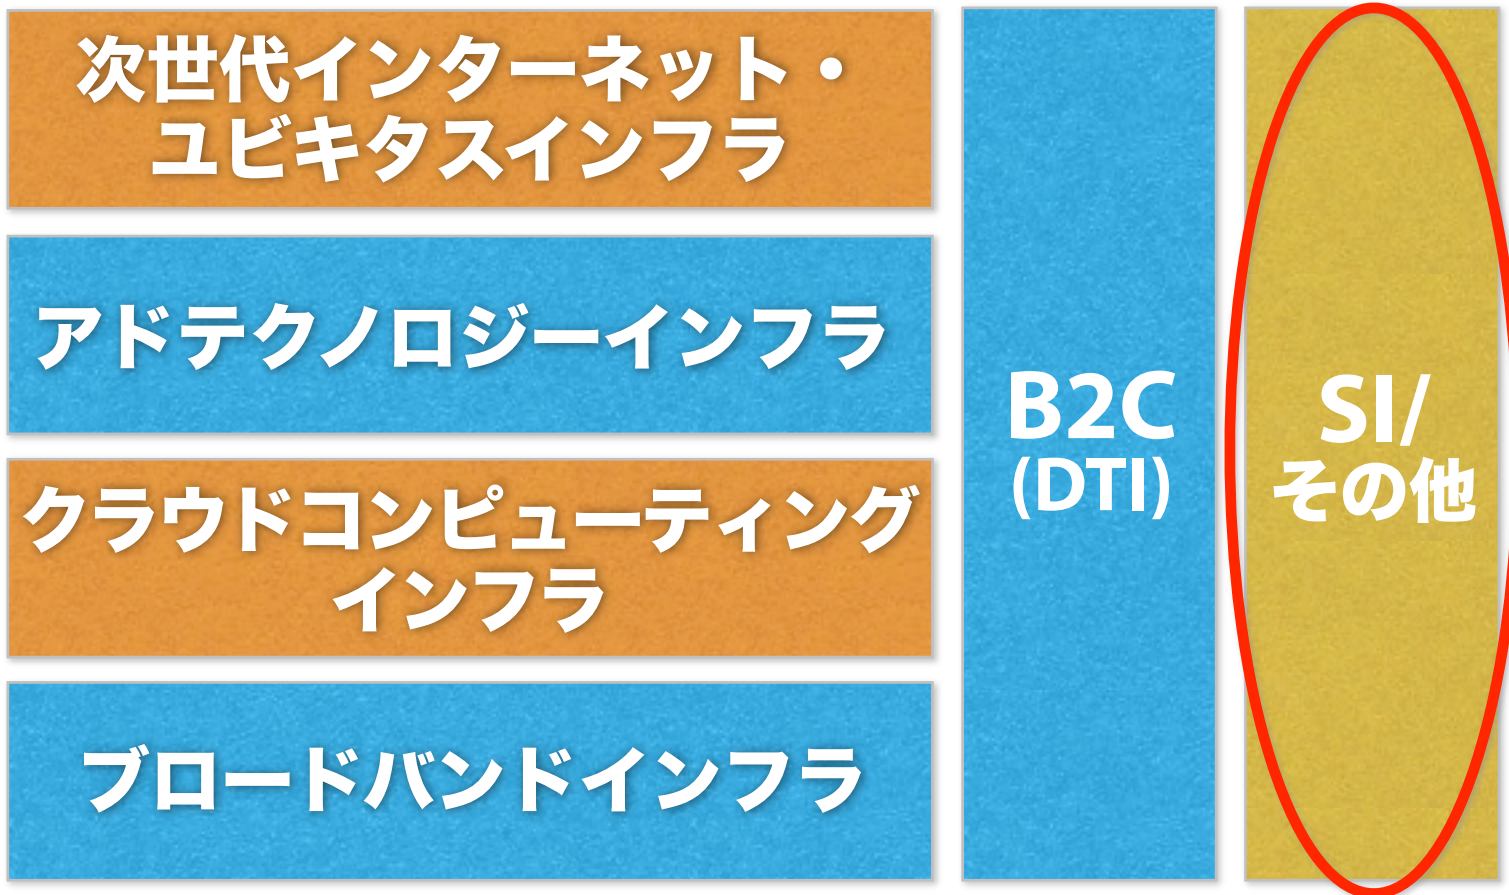 次世代インターネット・
ユビキタスインフラ
アドテクノロジーインフラ
クラウドコンピューティング
インフラ
ブロードバンドインフラ
B2C
(DTI)
SI/
その他